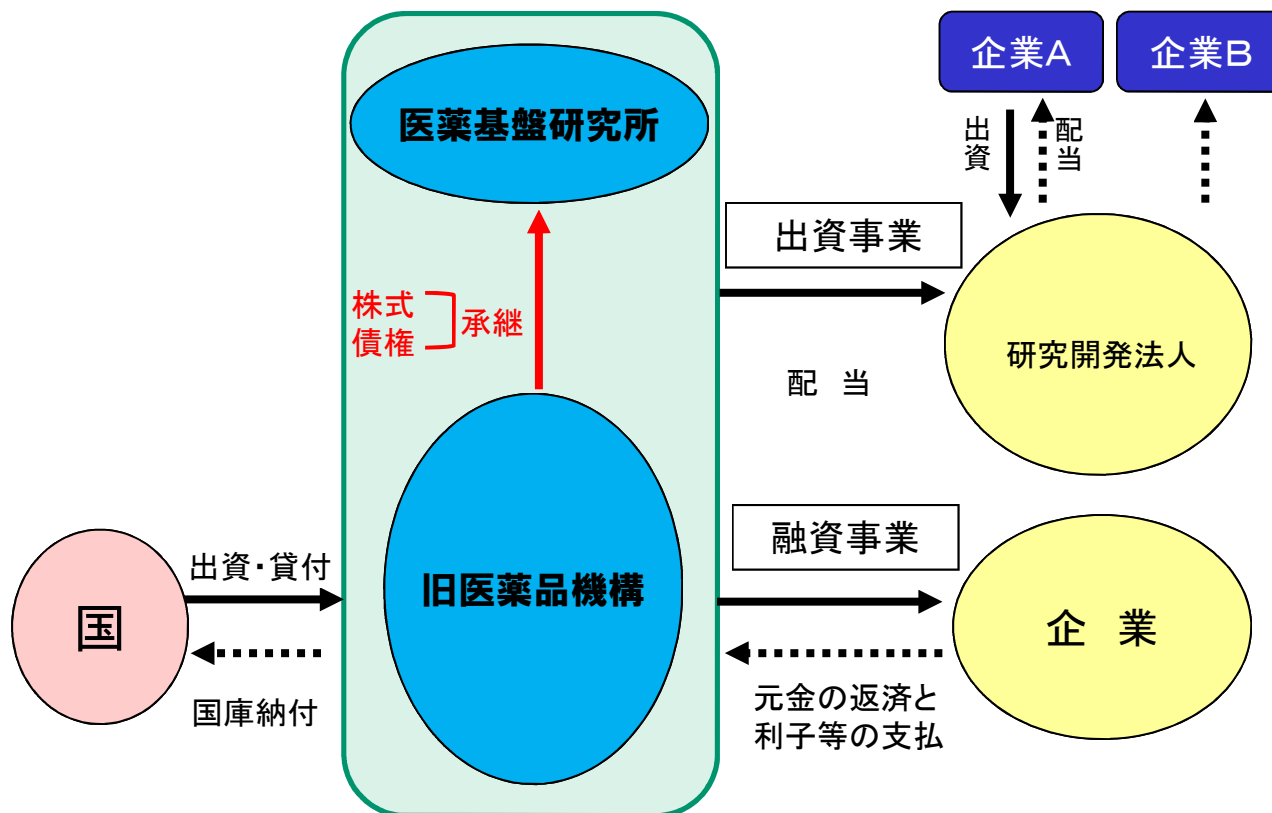 企業A
企業B
医薬基盤研究所
出資
配当
出資事業
株式
債権
承継
研究開発法人
配　当
融資事業
出資・貸付
旧医薬品機構
国
企　業
国庫納付
元金の返済と
利子等の支払